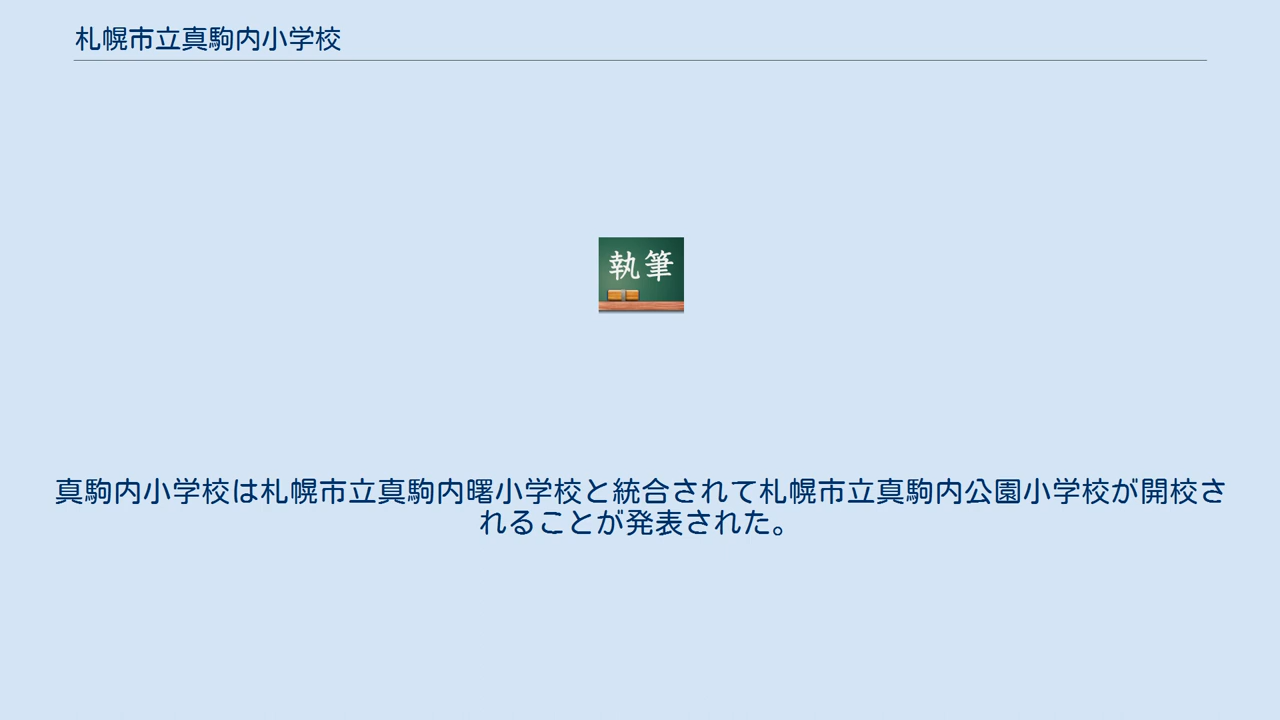 札幌市立真駒内小学校
執筆
真駒内小学校は札幌市立真駒内曙小学校と統合されて札幌市立真駒内公園小学校が開校さ
れることが発表された。